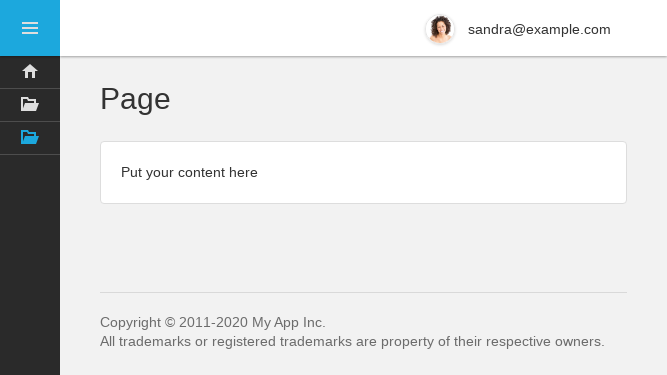 sandra@example.com
Page
Put your content here
Copyright © 2011-2020 My App Inc.
All trademarks or registered trademarks are property of their respective owners.